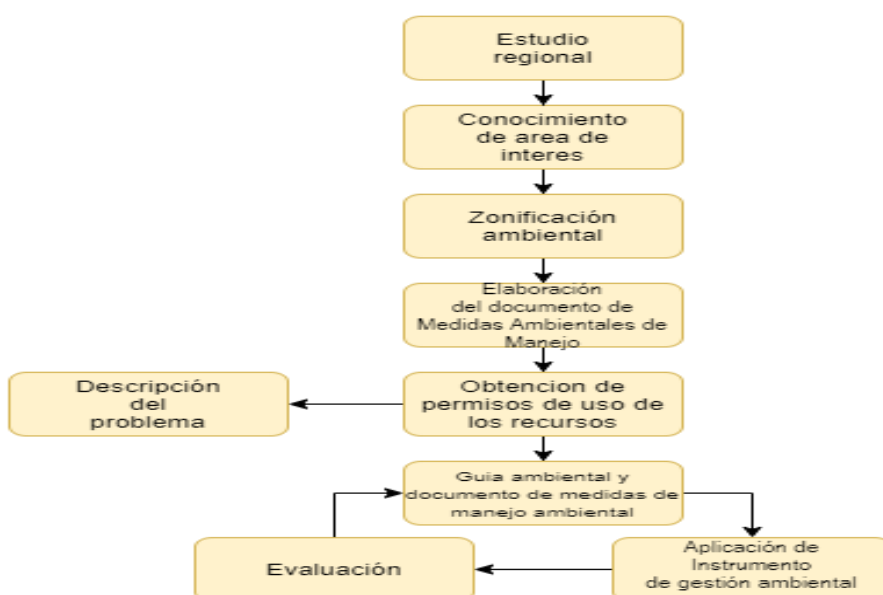 Estudio
regional
Conocimiento
de area de
interes
Zonificación
ambiental
Elaboración
del documento de
Medidas Ambientales de
Manejo
Descripción
del
problema
Obtencion de
permisos de uso de
los recursos
Guia ambiental y
documento de medidas de
manejo ambiental
Evaluación
Aplicación de
Instrumento
de gestión ambiental